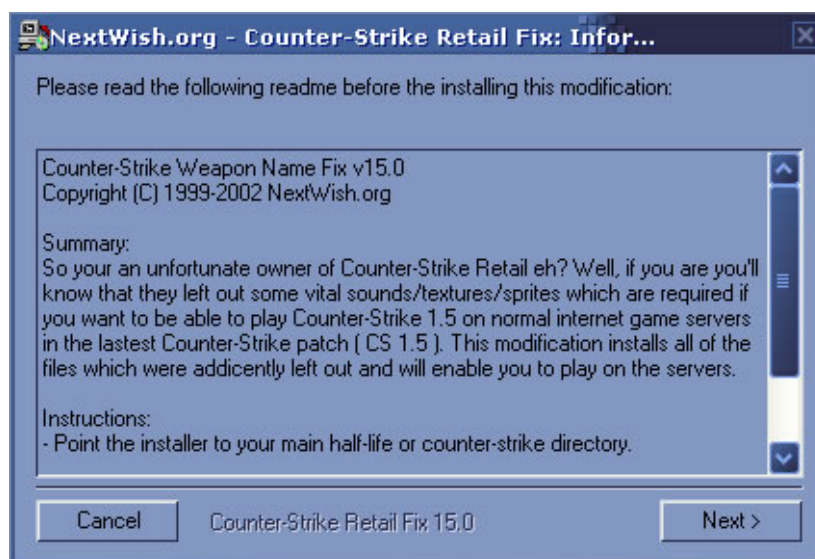 NextWish.org - Counter-Strike Retail Fix: Infor...
Please read the following readme before the installing this modification:
Counter-Strike Weapon Name Fix v15.0
Copyright (C) 1999-2002 NextWish.org
Summary:
So your an unfortunate owner of Counter-Strike Retail eh? Well, if you are you'll
know that they left out some vital sounds/textures/sprites which are required if
you want to be able to play Counter-Strike 1.5 on normal internet game servers
in the lastest Counter-Strike patch ( CS 1.5 ). This modification installs all of the
files which were addicently left out and will enable you to play on the servers.
Instructions:
- Point the installer to your main half-life or counter-strike directory.
Cancel
Counter-Strike Retail Fix 15.0
Next >